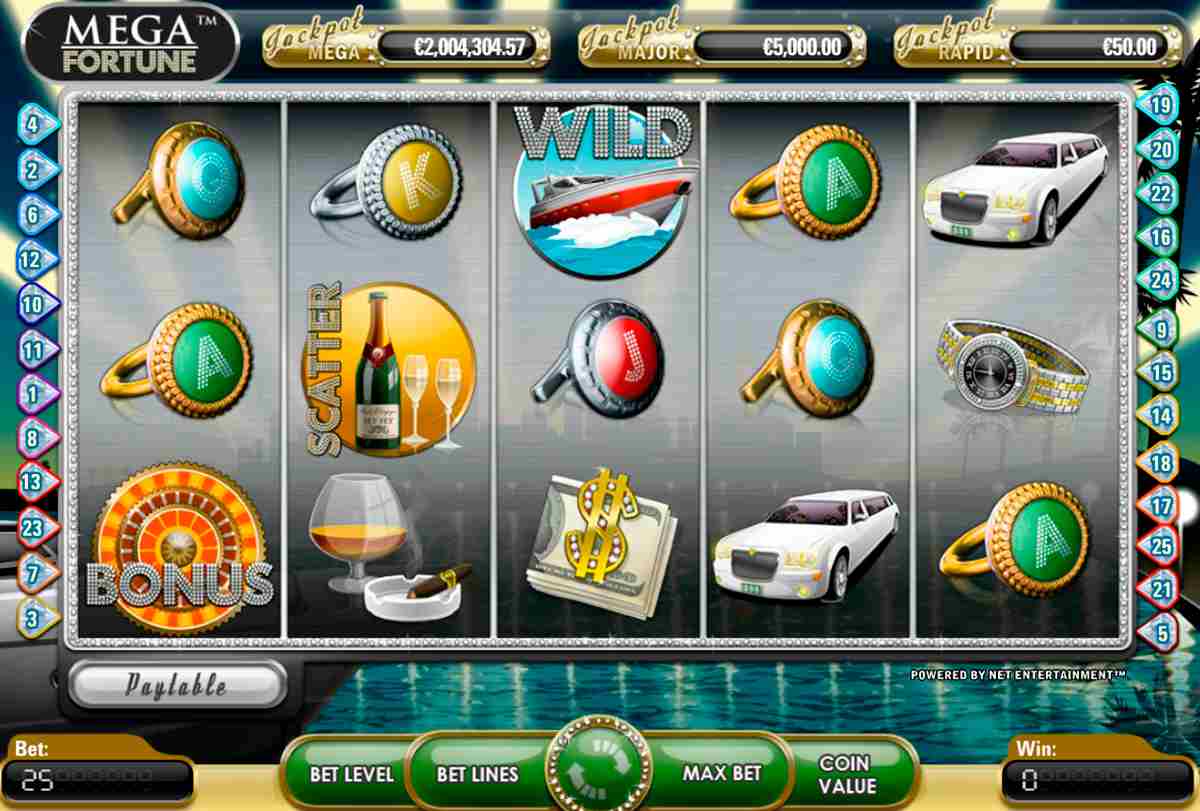 MEGA™
FORTUNE
Jackpot
MEGA
€2,004,304.57
Jackpot
MAJOR
€5,000.00
Jackpot
RAPID
€50.00
4
2
6
12
10
11
1
8
13
23
7
3
K
WILD
A
A
SCATTER
J
BONUS
$
A
19
20
22
16
24
9
15
14
18
17
25
21
5
Paytable
POWERED BY NET ENTERTAINMENT™
Bet:
25
BET LEVEL
BET LINES
MAX BET
COIN
VALUE
Win:
0